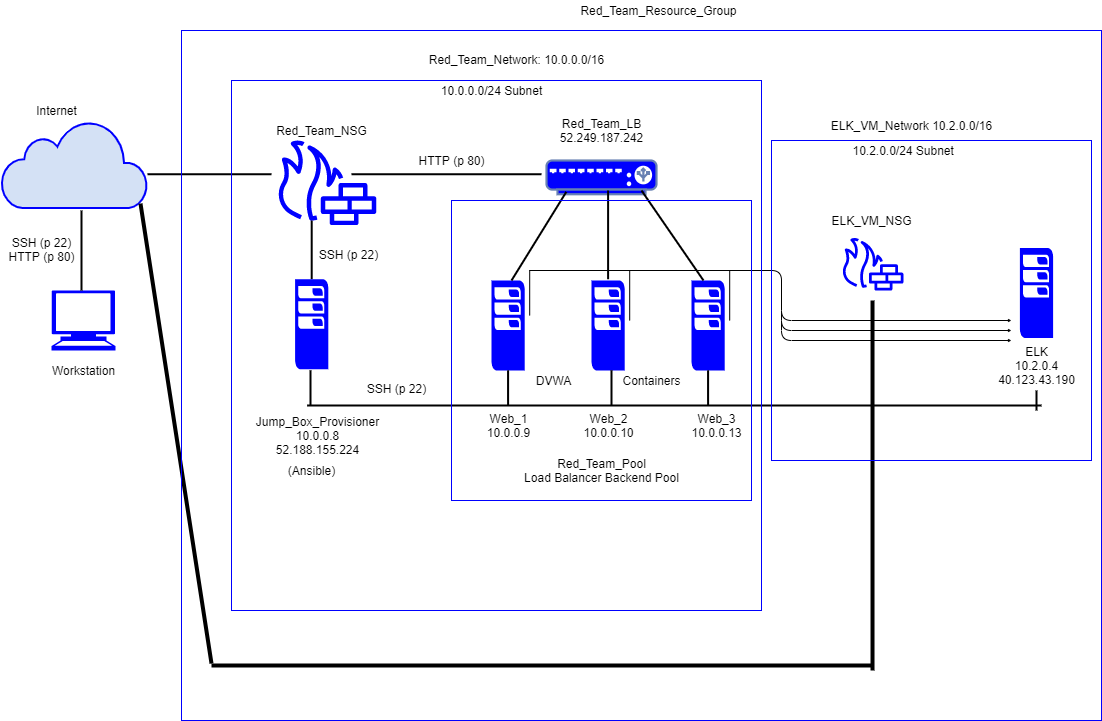 Red_Team_Resource_Group
Red_Team_Network: 10.0.0.0/16
10.0.0.0/24 Subnet
Internet
Red_Team_NSG
Red_Team_LB
52.249.187.242
ELK_VM_Network 10.2.0.0/16
10.2.0.0/24 Subnet
HTTP (p 80)
ELK_VM_NSG
SSH (p 22)
HTTP (p 80)
SSH (p 22)
Workstation
ELK
10.2.0.4
40.123.43.190
DVWA
Containers
SSH (p 22)
Jump_Box_Provisioner
10.0.0.8
52.188.155.224
(Ansible)
Web_1
10.0.0.9
Web_2
10.0.0.10
Web_3
10.0.0.13
Red_Team_Pool
Load Balancer Backend Pool